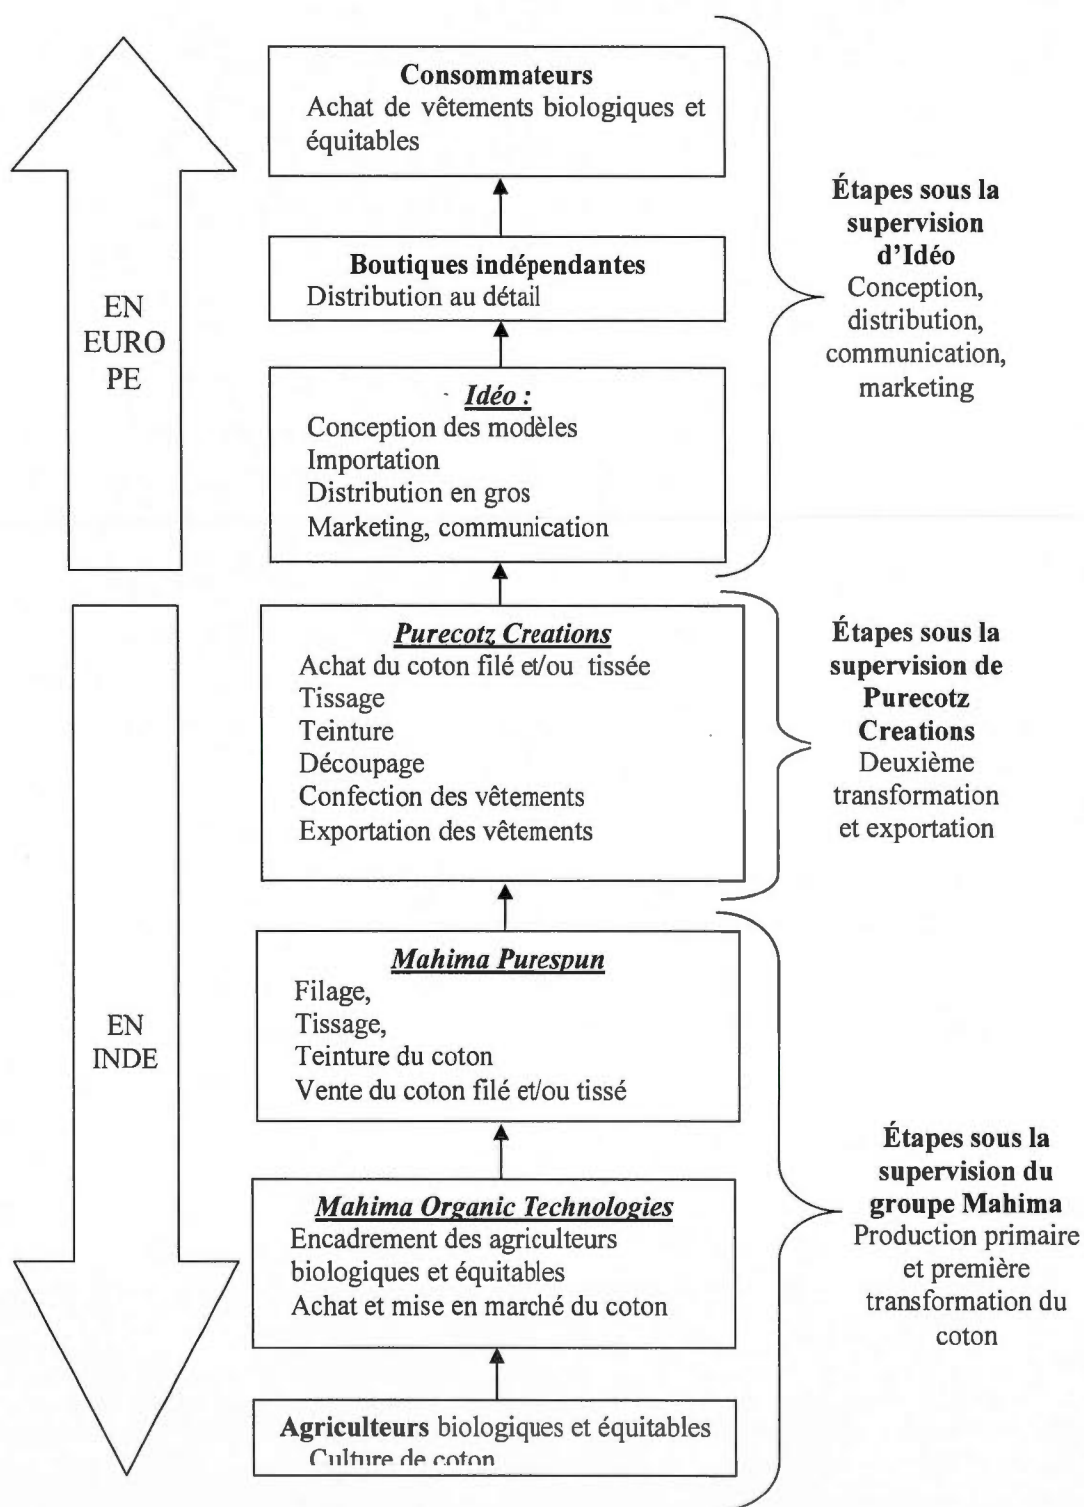 Consommateurs
Achat de vêtements biologiques et
équitables
Boutiques indépendantes
Distribution au détail
Idéo :
Conception des modèles
Importation
Distribution en gros
Marketing, communication
Étapes sous la
supervision
d'Idéo
Conception,
distribution,
communication,
marketing
EN
EURO
PE
Purecotz Creations
Achat du coton filé et/ou tissée
Tissage
Teinture
Découpage
Confection des vêtements
Exportation des vêtements
Étapes sous la
supervision de
Purecotz
Creations
Deuxième
transformation
et exportation
Mahima Purespun
Filage,
Tissage,
Teinture du coton
Vente du coton filé et/ou tissé
EN
INDE
Mahima Organic Technologies
Encadrement des agriculteurs
biologiques et équitables
Achat et mise en marché du coton
Agriculteurs biologiques et équitables
Culture de coton
Étapes sous la
supervision du
groupe Mahima
Production primaire
et première
transformation du
coton